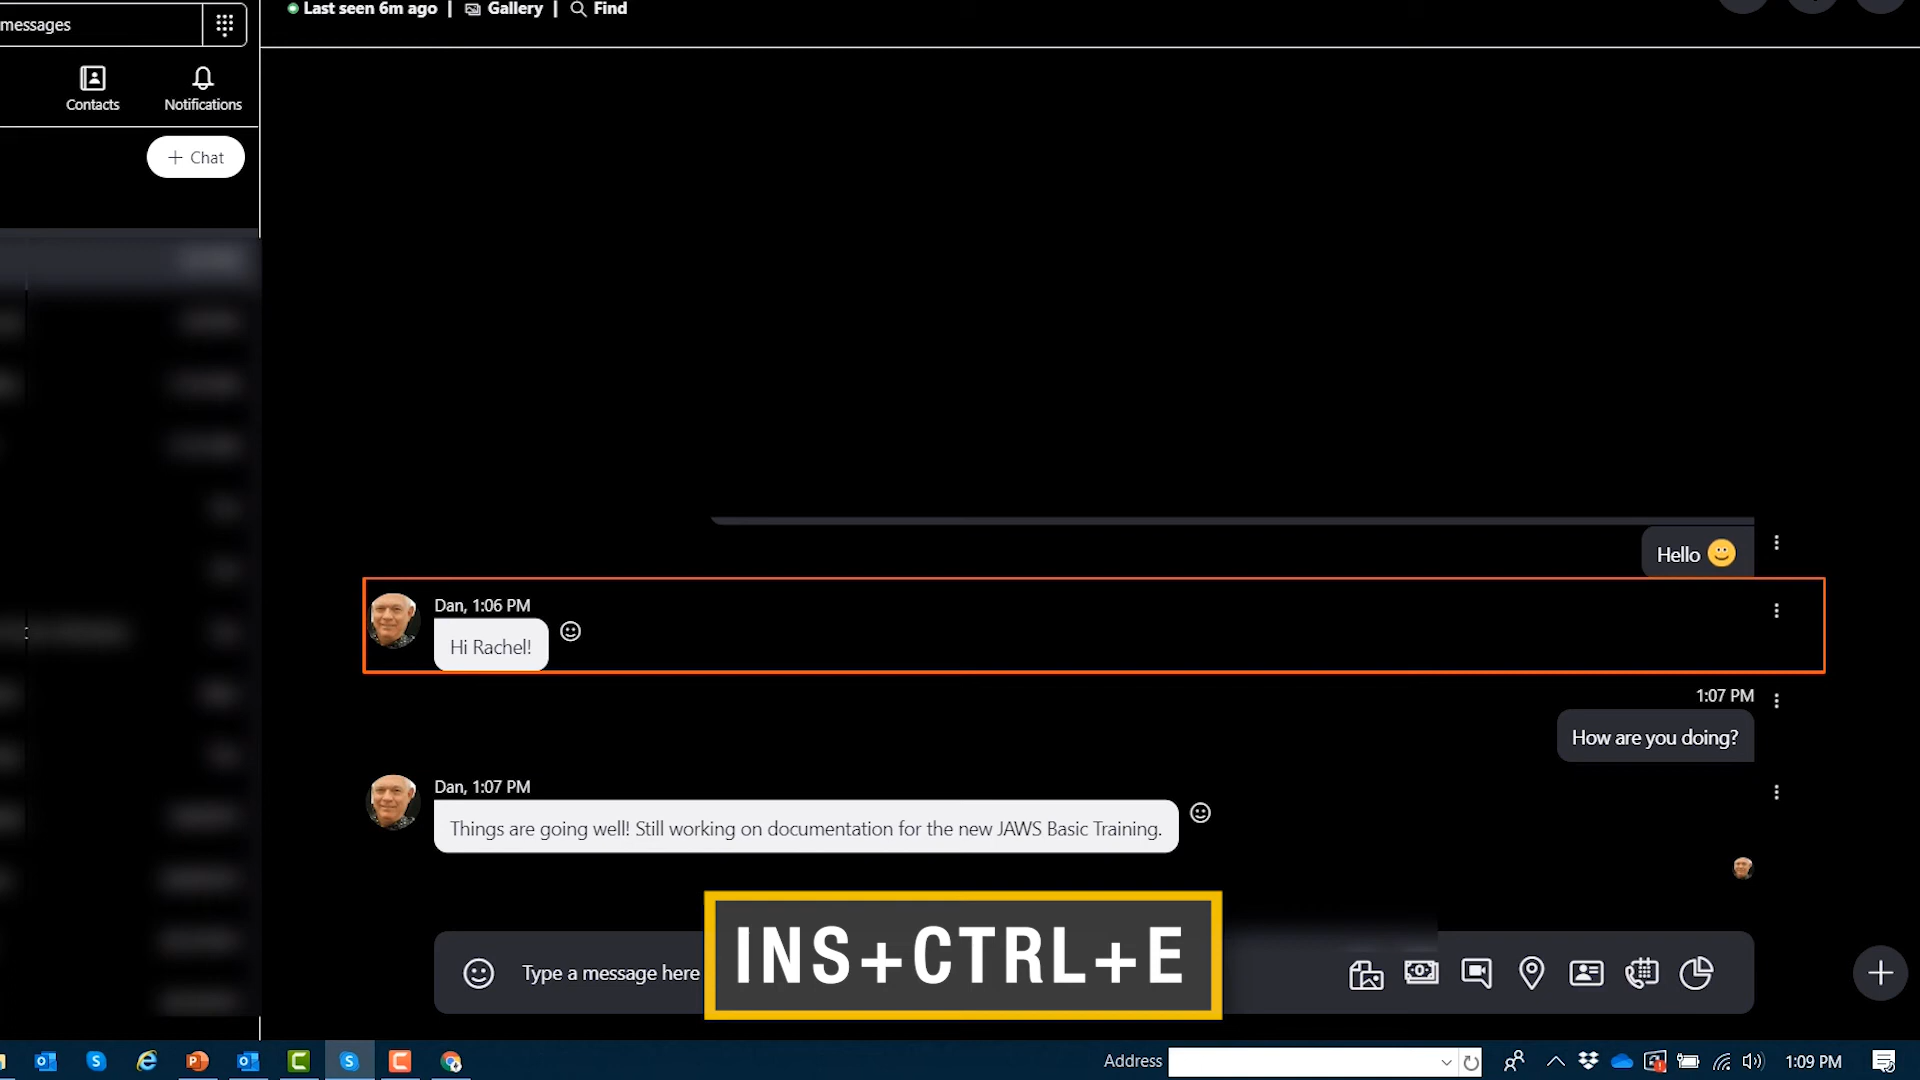 Last seen 6m ago | Gallery | Find
messages
Contacts
Notifications
+ Chat
Hello
Dan, 1:06 PM
Hi Rachel!
1:07 PM
How are you doing?
Dan, 1:07 PM
Things are going well! Still working on documentation for the new JAWS Basic Training.
Type a message here
INS+CTRL+E
Address
1:09 PM